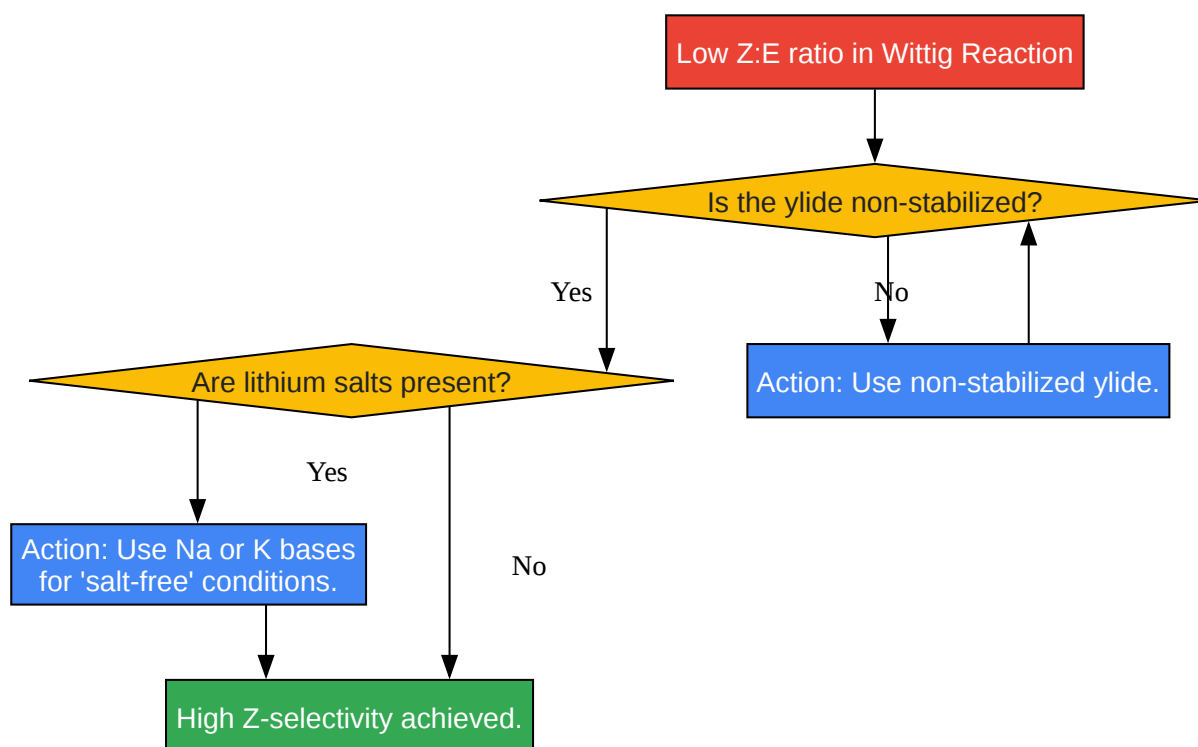 Low Z:E ratio in Wittig Reaction
Is the ylide non-stabilized?
Yes
No
Are lithium salts present?
Action: Use non-stabilized ylide.
Yes
Action: Use Na or K bases
for 'salt-free' conditions.
No
High Z-selectivity achieved.